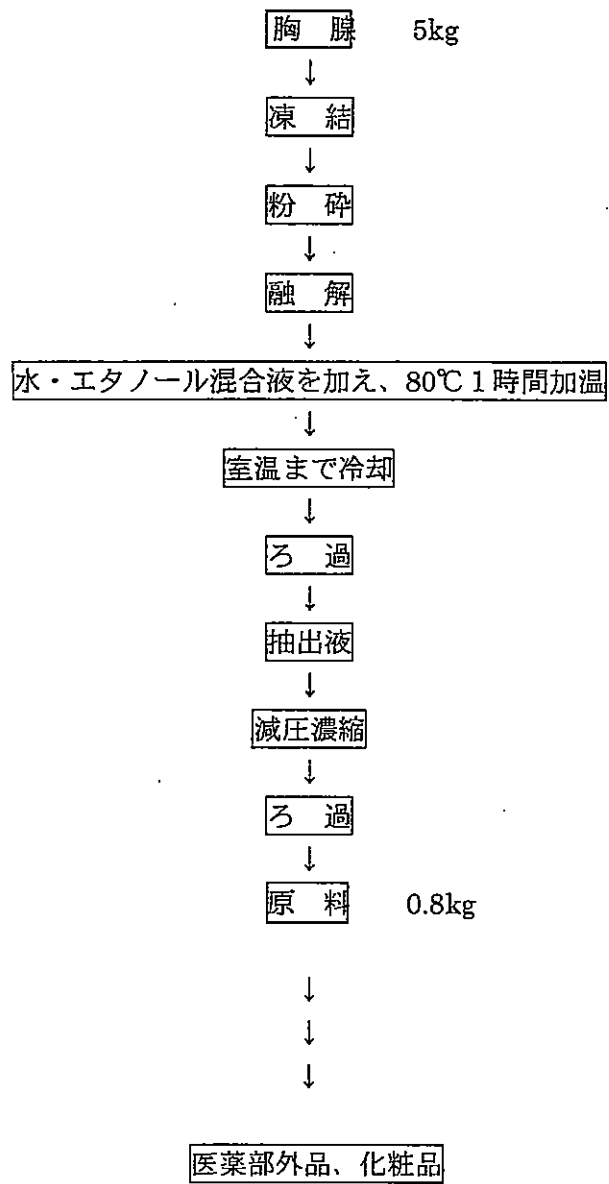 胸　腺　5kg
↓
凍　結
↓
粉　砕
↓
融　解
↓
水・エタノール混合液を加え、80℃1時間加温
↓
室温まで冷却
↓
ろ　過
↓
抽出液
↓
減圧濃縮
↓
ろ　過
↓
原　料　0.8kg
↓
↓
↓
医薬部外品、化粧品